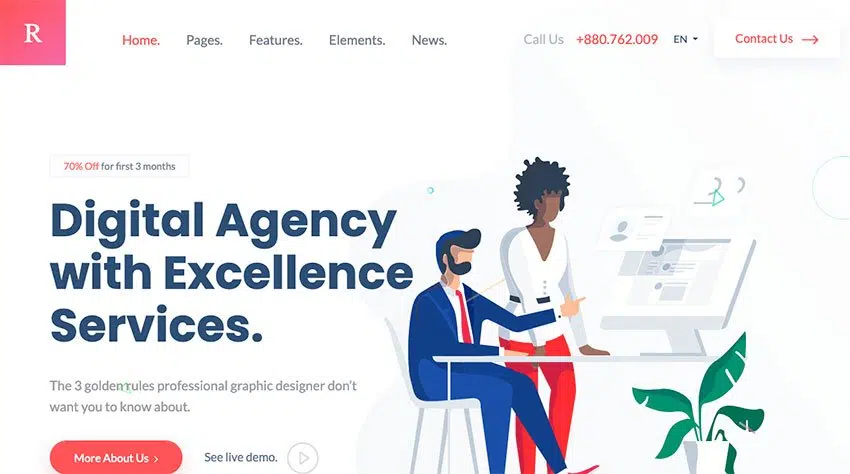 R
Home. Pages. Features. Elements. News. Call Us +880.762.009 EN Contact Us
70% Off for first 3 months
Digital Agency
with Excellence
Services.
The 3 golden rules professional graphic designer don't
want you to know about.
More About Us See live demo.